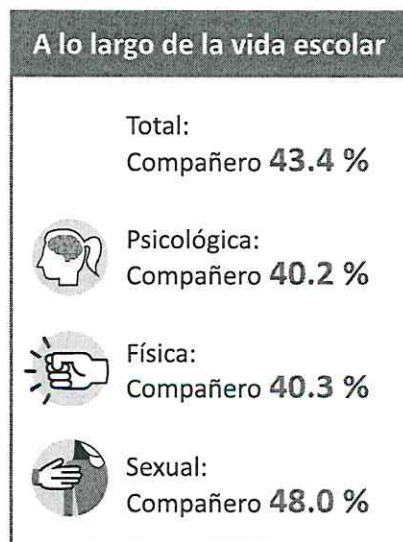 A lo largo de la vida escolar
Total:
Compañero 43.4 %
Psicológica:
Compañero 40.2 %
Física:
Compañero 40.3 %
Sexual:
Compañero 48.0 %